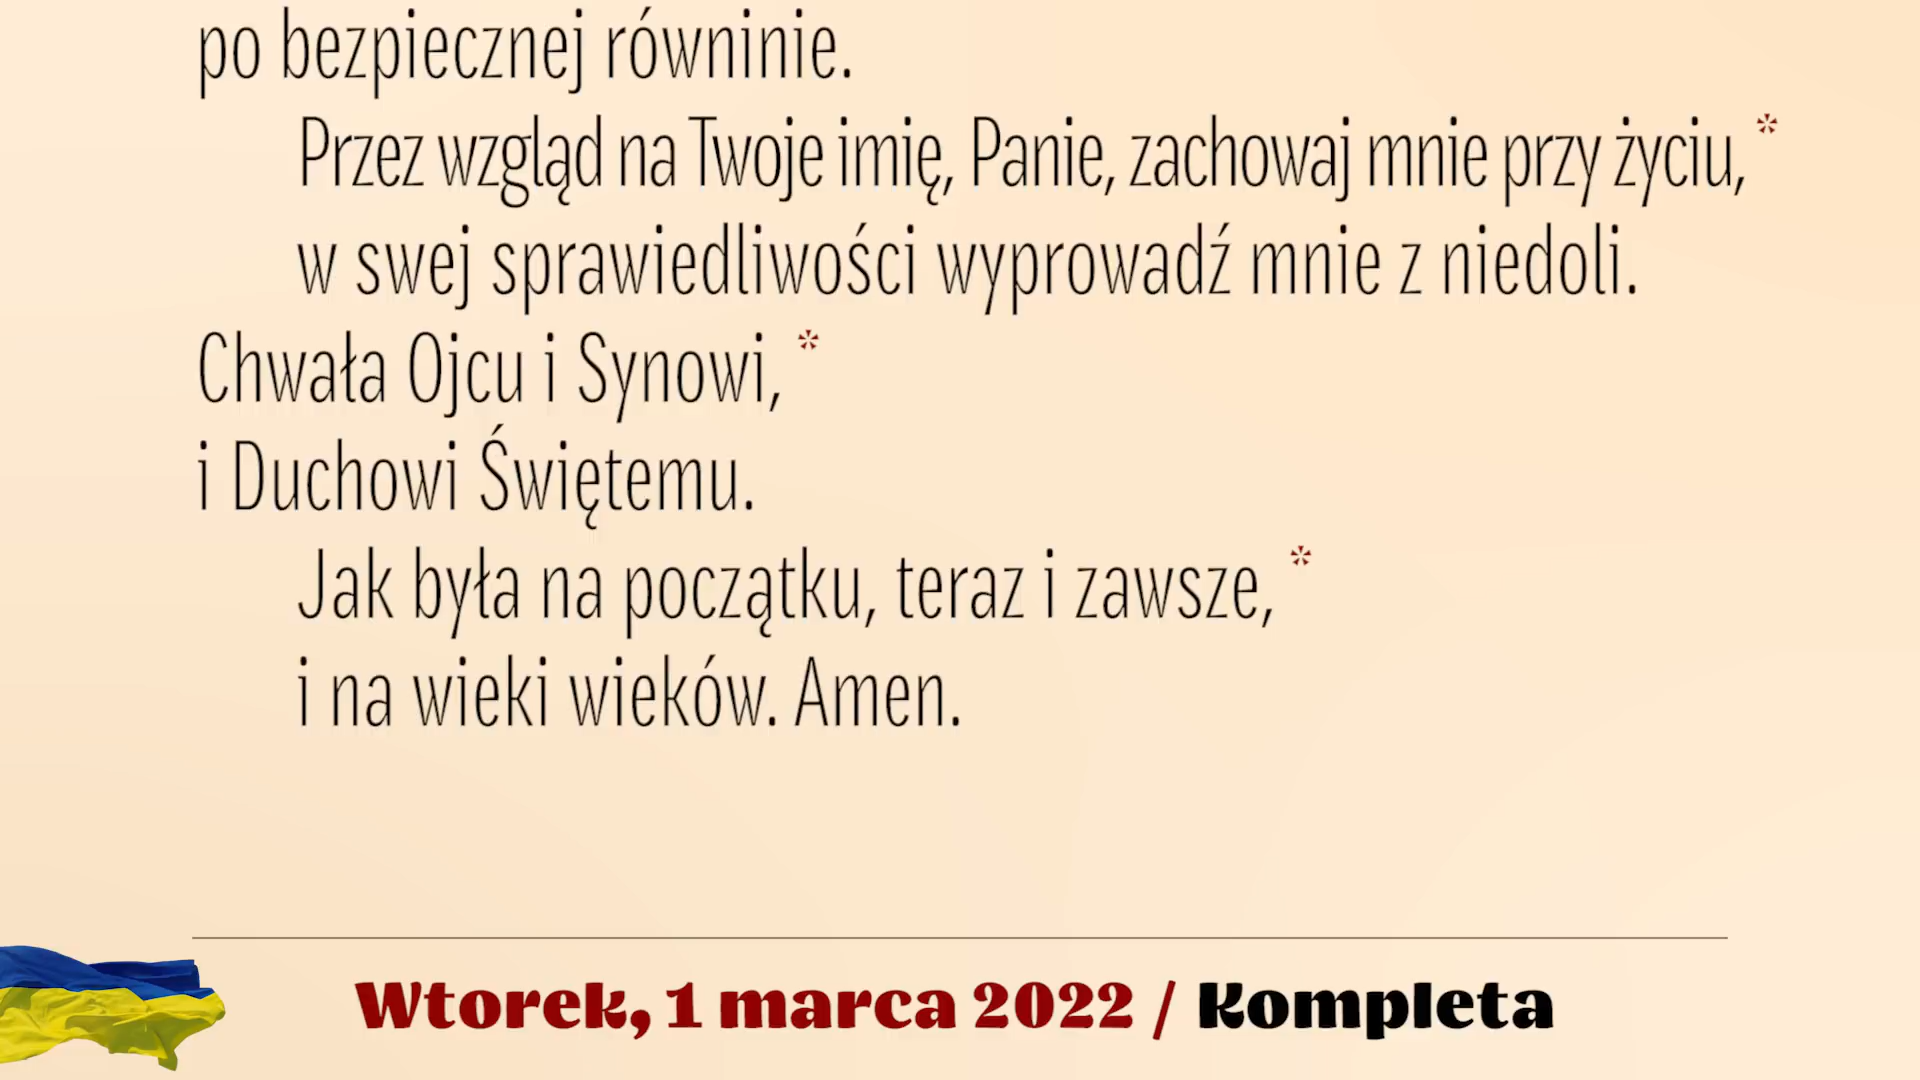 po bezpiecznej równinie.
Przez wzgląd na Twoje imię, Panie, zachowaj mnie przy życiu, *
w swej sprawiedliwości wyprowadź mnie z niedoli.
Chwała Ojcu i Synowi, *
i Duchowi Świętemu.
Jak była na początku, teraz i zawsze, *
i na wieki wieków. Amen.
Wtorek, 1 marca 2022 / Kompleta